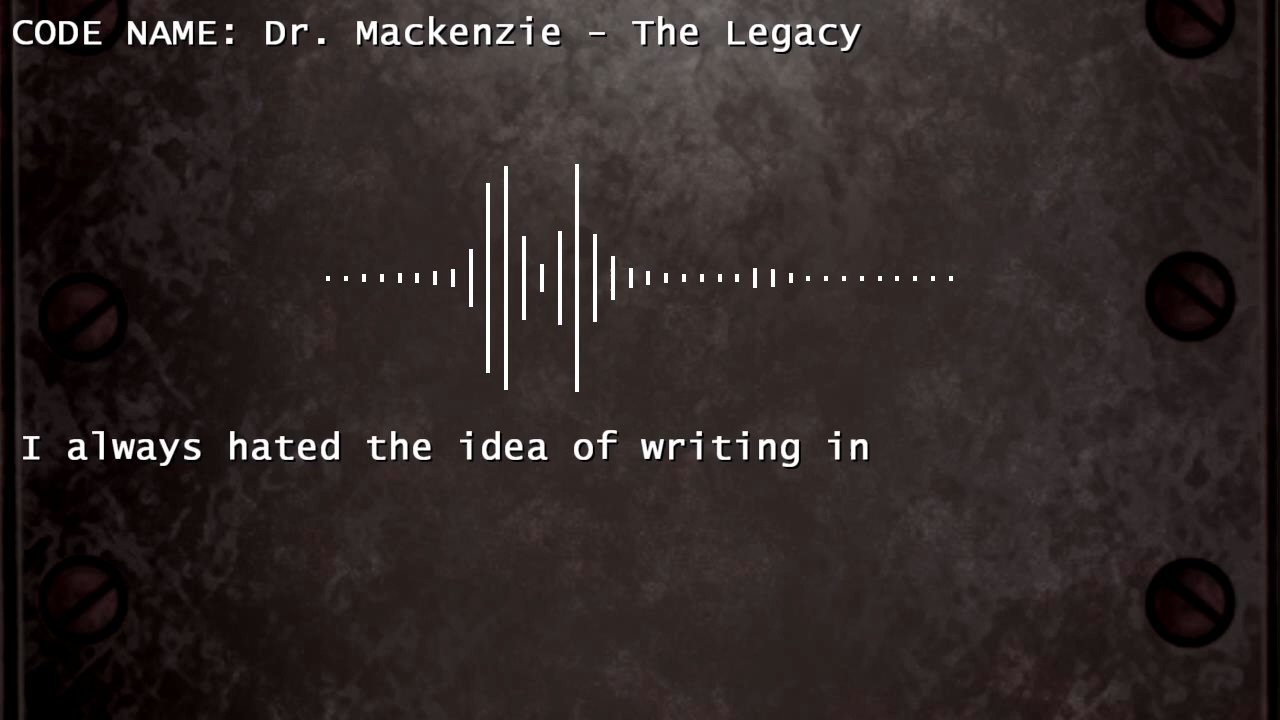 CODE NAME: Dr. Mackenzie - The Legacy
I always hated the idea of writing in